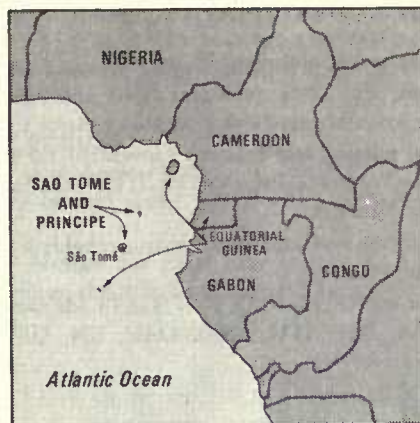 NIGERIA
CAMEROON
SAO TOME
AND
PRINCIPE
São Tomé
EQUATORIAL
GUINEA
GABON
CONGO
Atlantic Ocean